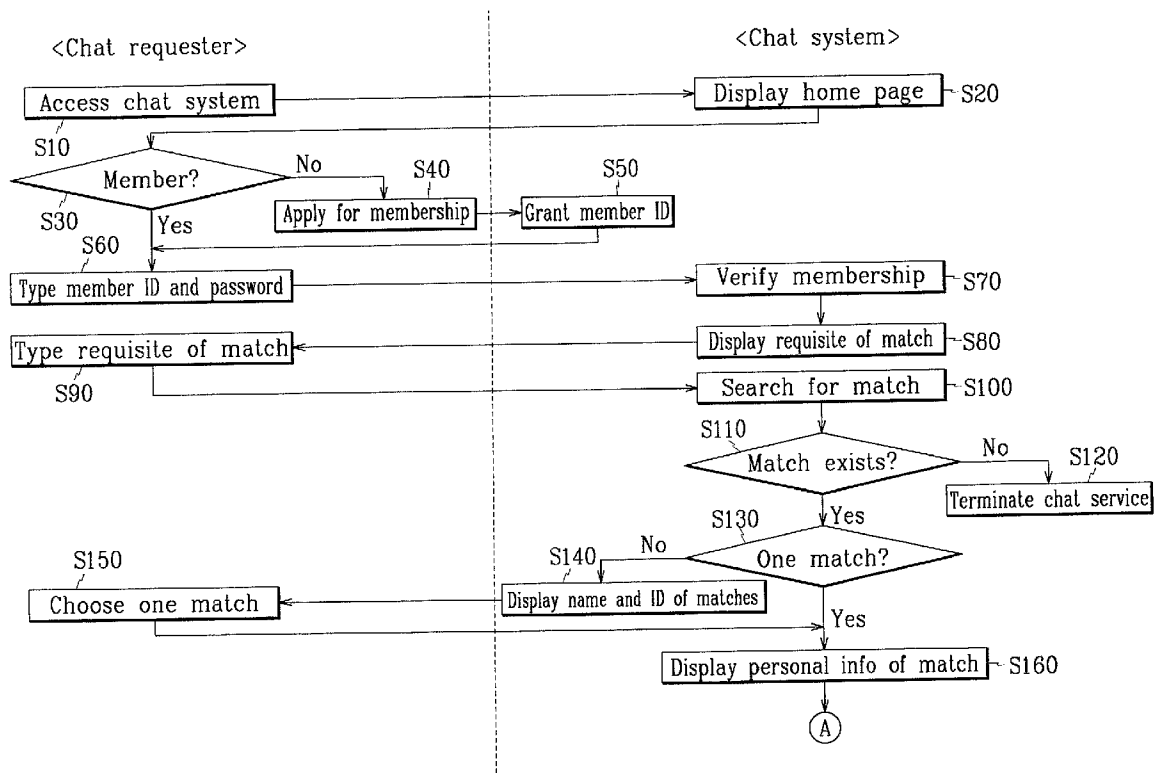 <Chat requester>
<Chat system>
Access chat system
Display home page
S20
S10
Member?
No
S40
S50
S30
Yes
Apply for membership
Grant member ID
S60
Type member ID and password
Verify membership
S70
Type requisite of match
Display requisite of match
S80
S90
Search for match
S100
S110
Match exists?
No
S120
Terminate chat service
Yes
S130
One match?
No
S140
S150
Choose one match
Display name and ID of matches
Yes
Display personal info of match
S160
A